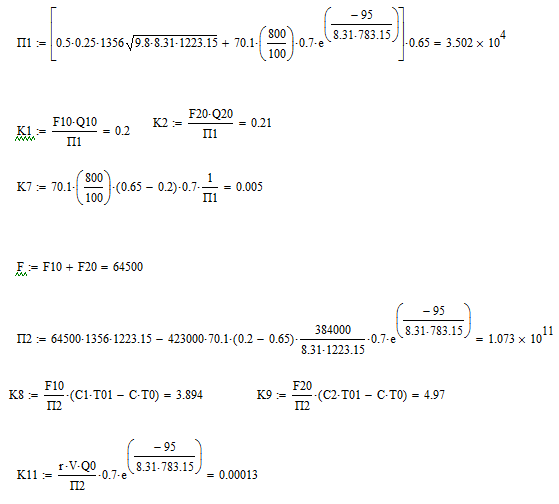 П1 := [0.5·0.25·1356√(9.8·8.31·1223.15) + 70.1·(800/100)·0.7·e^(−95/(8.31·783.15))]·0.65 = 3.502 × 10^4
K1 := F10·Q10/П1 = 0.2 K2 := F20·Q20/П1 = 0.21
K7 := 70.1·(800/100)·(0.65 − 0.2)·0.7·1/П1 = 0.005
F := F10 + F20 = 64500
П2 := 64500·1356·1223.15 − 423000·70.1·(0.2 − 0.65)·384000/(8.31·1223.15)·0.7·e^(−95/(8.31·783.15)) = 1.073 × 10^11
K8 := F10/П2·(C1·T01 − C·T0) = 3.894 K9 := F20/П2·(C2·T01 − C·T0) = 4.97
K11 := r·V·Q0/П2·0.7·e^(−95/(8.31·783.15)) = 0.00013